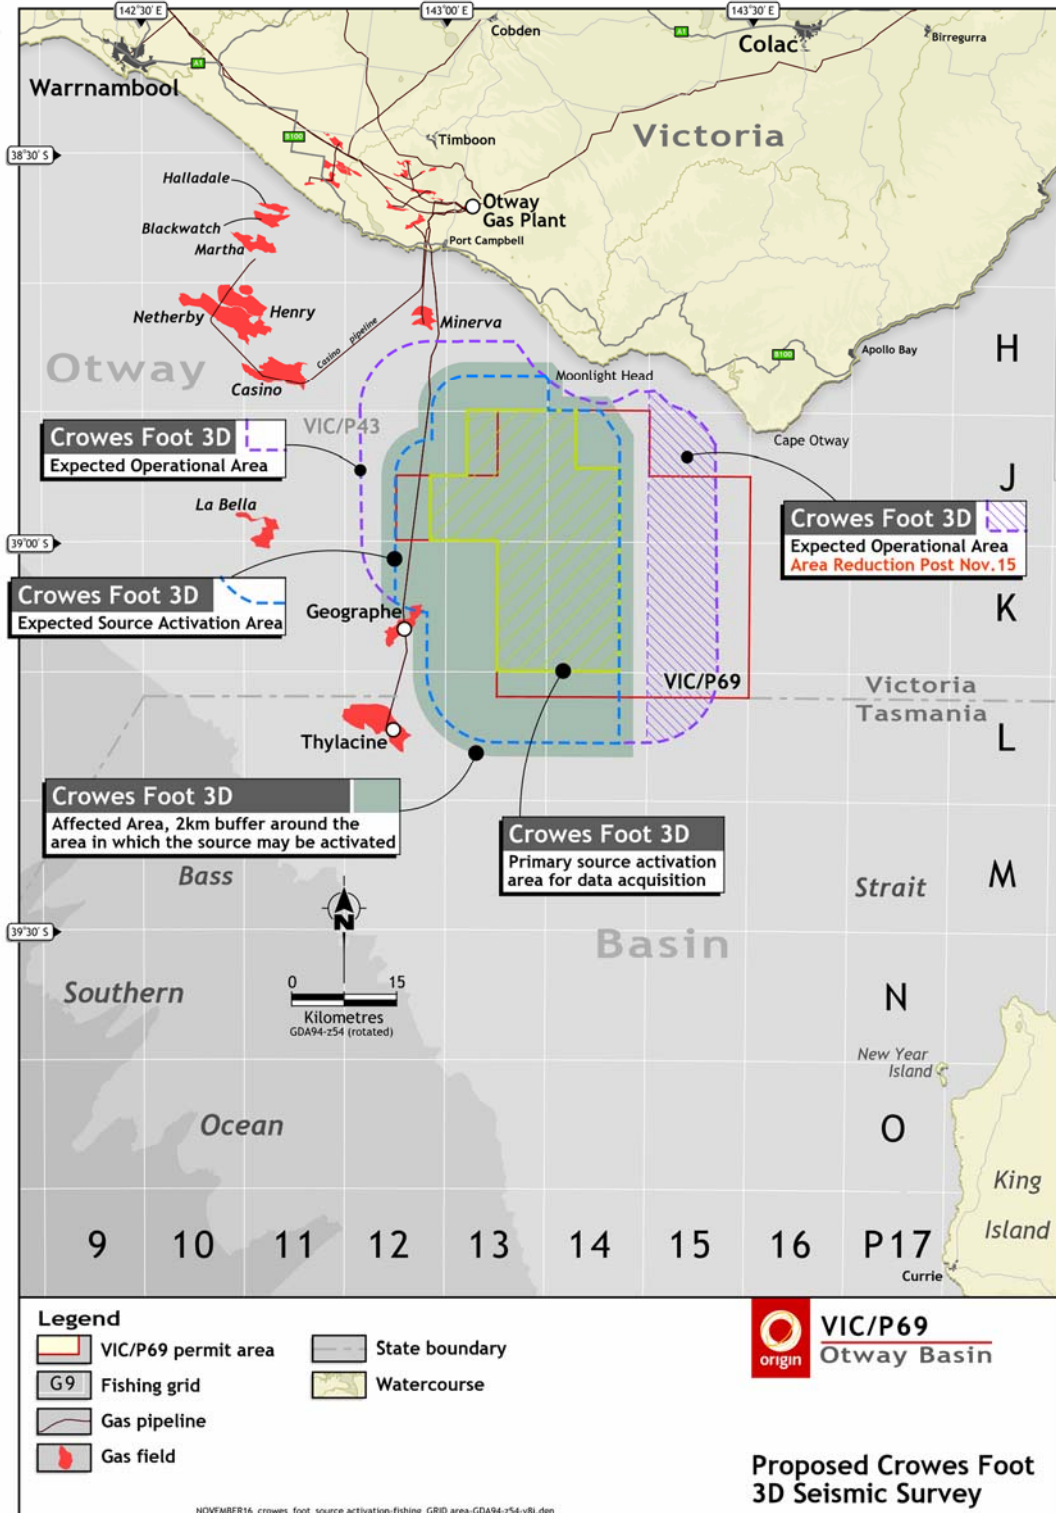 142°30' E
143°00' E
143°30' E
Cobden
A1
Colac
Birregurra
A1
Warrnambool
Victoria
B100
Timboon
38°30' S
Halladale
Otway
Gas Plant
Blackwatch
Port Campbell
Martha
Netherby
Henry
Minerva
Casino pipeline
H
B100
Apollo Bay
Otway
Moonlight Head
Casino
VIC/P43
Crowes Foot 3D
Expected Operational Area
Cape Otway
J
La Bella
Crowes Foot 3D
Expected Operational Area
Area Reduction Post Nov.15
39°00' S
Crowes Foot 3D
Expected Source Activation Area
Geographe
K
VIC/P69
Victoria
Tasmania
Thylacine
L
Crowes Foot 3D
Affected Area, 2km buffer around the
area in which the source may be activated
Crowes Foot 3D
Primary source activation
area for data acquisition
Bass
Strait
M
N
39°30' S
Basin
0 15
Kilometres
GDA94-z54 (rotated)
Southern
N
New Year
Island
Ocean
O
King
Island
9 10 11 12 13 14 15 16 P17
Currie
Legend
VIC/P69 permit area
State boundary
G9
Fishing grid
Watercourse
Gas pipeline
Gas field
origin
VIC/P69
Otway Basin
Proposed Crowes Foot
3D Seismic Survey